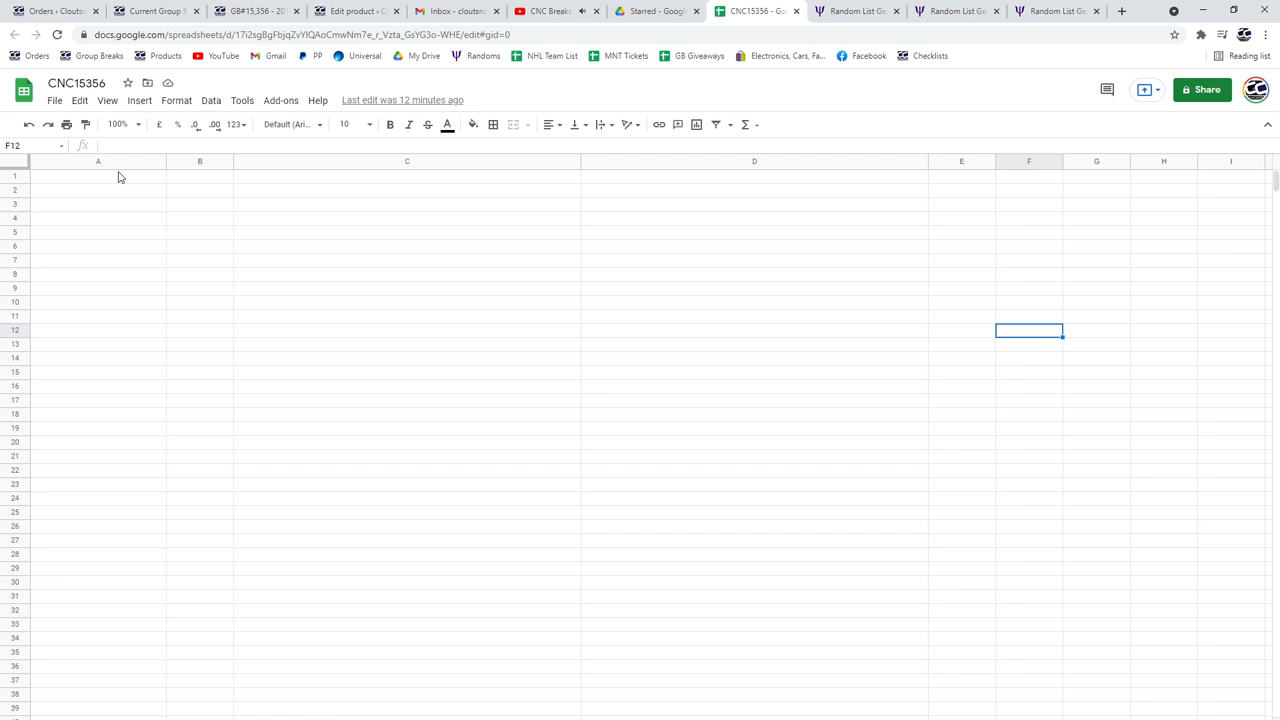 Orders ‹ Cloutsn
Current Group B
GB#15,356 - 201
Edit product ‹ C
Inbox - cloutsnc
CNC Breaks
Starred - Google
CNC15356 - Go
Random List Ge
Random List Ge
Random List Ge
docs.google.com/spreadsheets/d/17i2sgBgFbjqZvYlQAoCmwNm7e_r_Vzta_GsYG3o-WHE/edit#gid=0
Orders
Group Breaks
Products
YouTube
Gmail
PP
Universal
My Drive
Randoms
NHL Team List
MNT Tickets
GB Giveaways
Electronics, Cars, Fa...
Facebook
Checklists
Reading list
CNC15356
File Edit View Insert Format Data Tools Add-ons Help Last edit was 12 minutes ago
Share
100% £ % .0 .00 123 Default (Ari... 10 B I S A
F12 fx
A B C D E F G H I
1
2
3
4
5
6
7
8
9
10
11
12
13
14
15
16
17
18
19
20
21
22
23
24
25
26
27
28
29
30
31
32
33
34
35
36
37
38
39